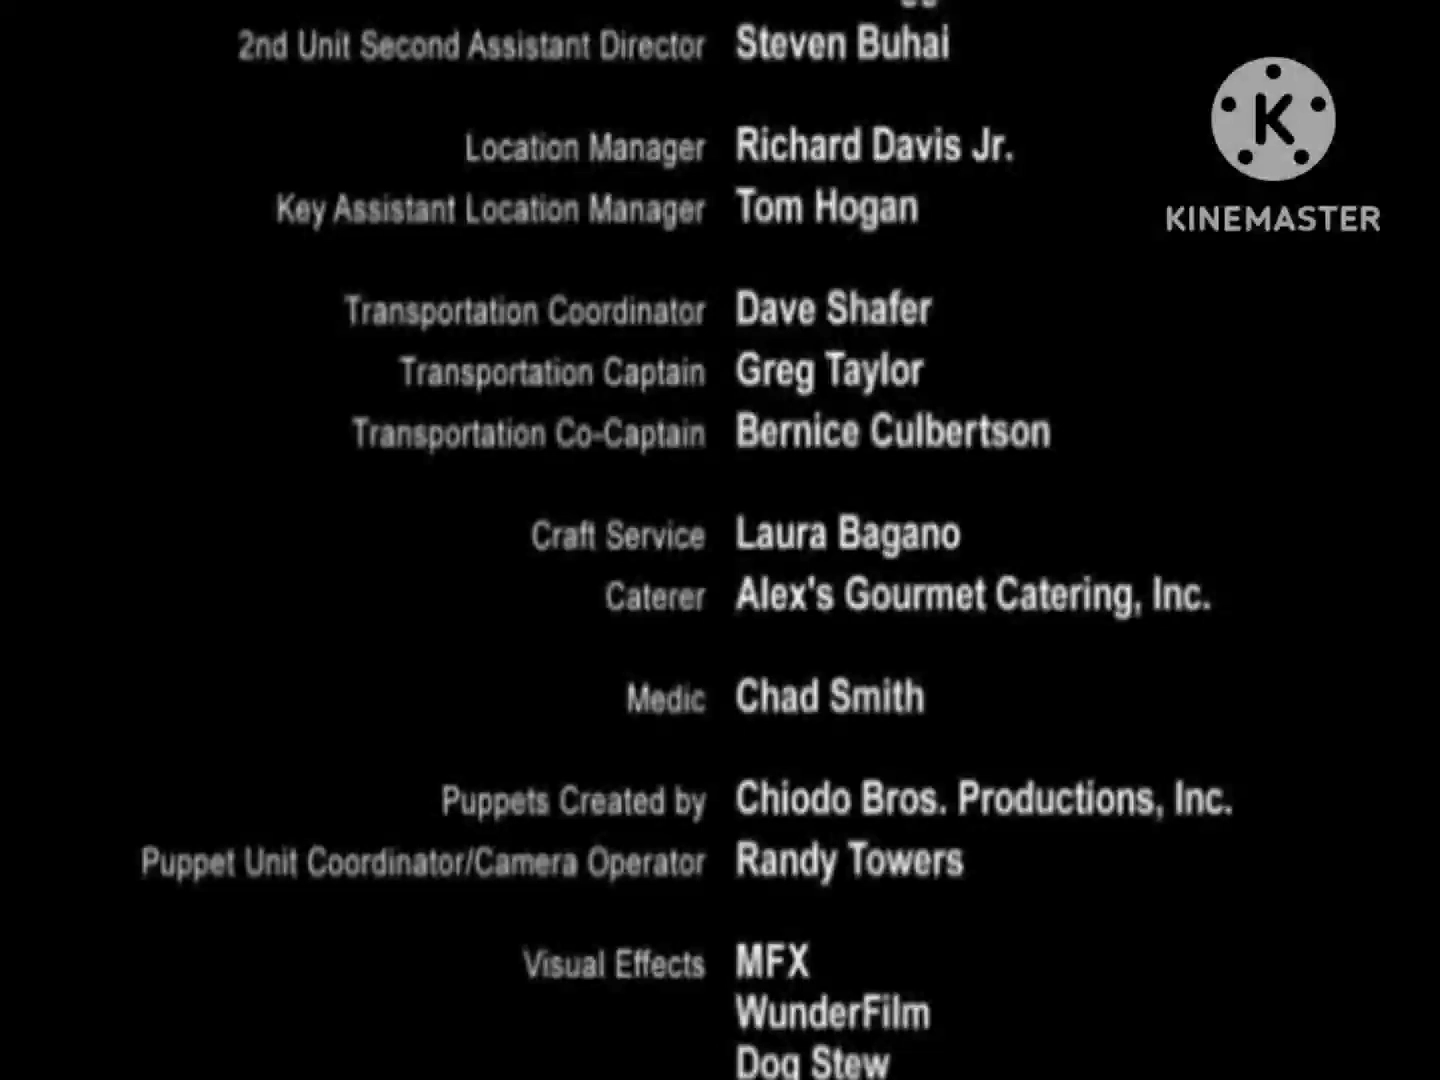 2nd Unit Second Assistant Director Steven Buhai
Location Manager Richard Davis Jr.
Key Assistant Location Manager Tom Hogan
Transportation Coordinator Dave Shafer
Transportation Captain Greg Taylor
Transportation Co-Captain Bernice Culbertson
Craft Service Laura Bagano
Caterer Alex's Gourmet Catering, Inc.
Medic Chad Smith
Puppets Created by Chiodo Bros. Productions, Inc.
Puppet Unit Coordinator/Camera Operator Randy Towers
Visual Effects MFX
WunderFilm
Dog Stew
K
KINEMASTER